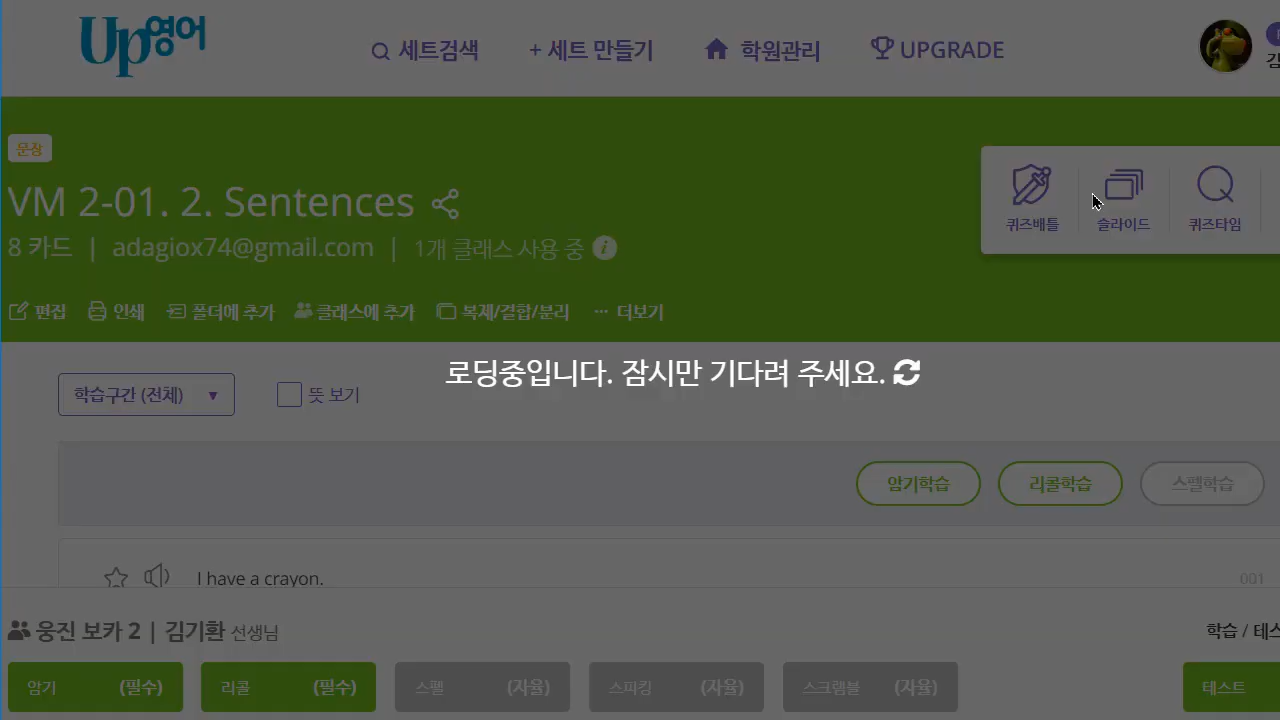 Up영어
세트검색
+ 세트 만들기
학원관리
UPGRADE
문장
VM 2-01. 2. Sentences
8 카드 | adagiox74@gmail.com | 1개 클래스 사용 중
퀴즈배틀
슬라이드
퀴즈타임
편집
인쇄
폴더에 추가
클래스에 추가
복제/결합/분리
··· 더보기
로딩중입니다. 잠시만 기다려 주세요.
학습구간 (전체) ▼
뜻 보기
암기학습
리콜학습
스펠학습
I have a crayon.
001
웅진 보카 2 | 김기환 선생님
학습 / 테스
암기 (필수)
리콜 (필수)
스펠 (자율)
스피킹 (자율)
스크램블 (자율)
테스트